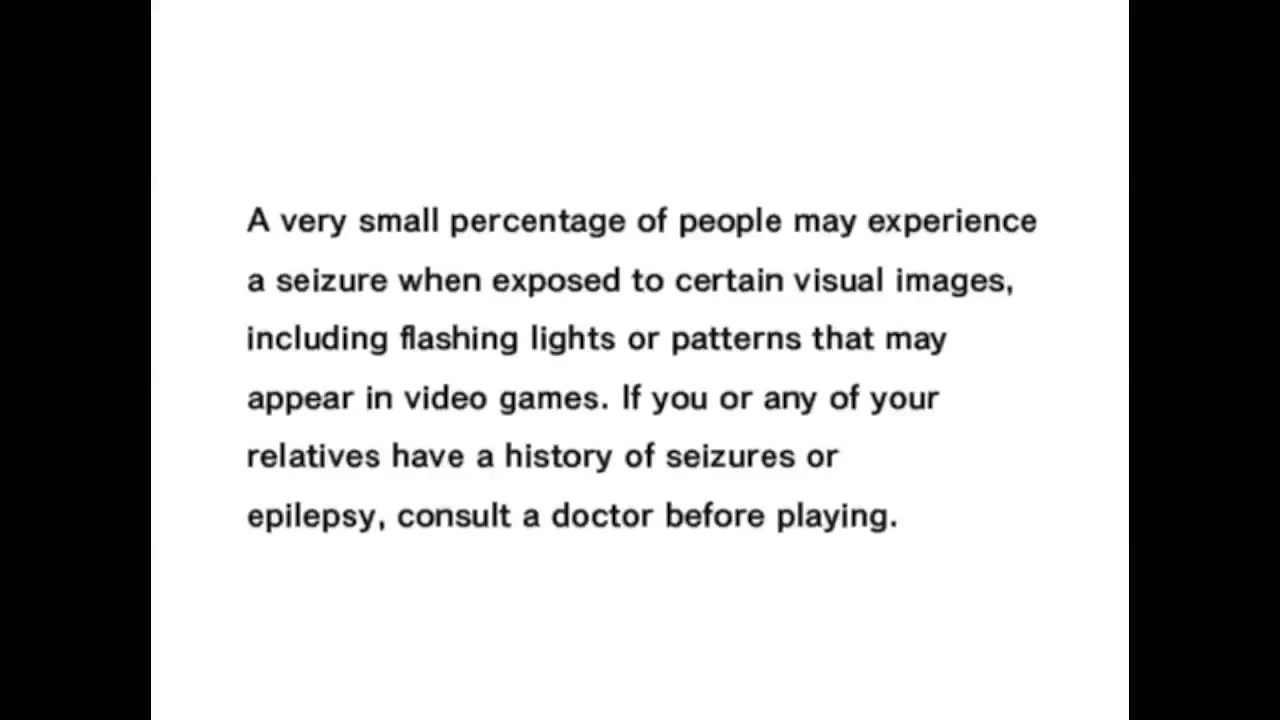 A very small percentage of people may experience
a seizure when exposed to certain visual images,
including flashing lights or patterns that may
appear in video games. If you or any of your
relatives have a history of seizures or
epilepsy, consult a doctor before playing.